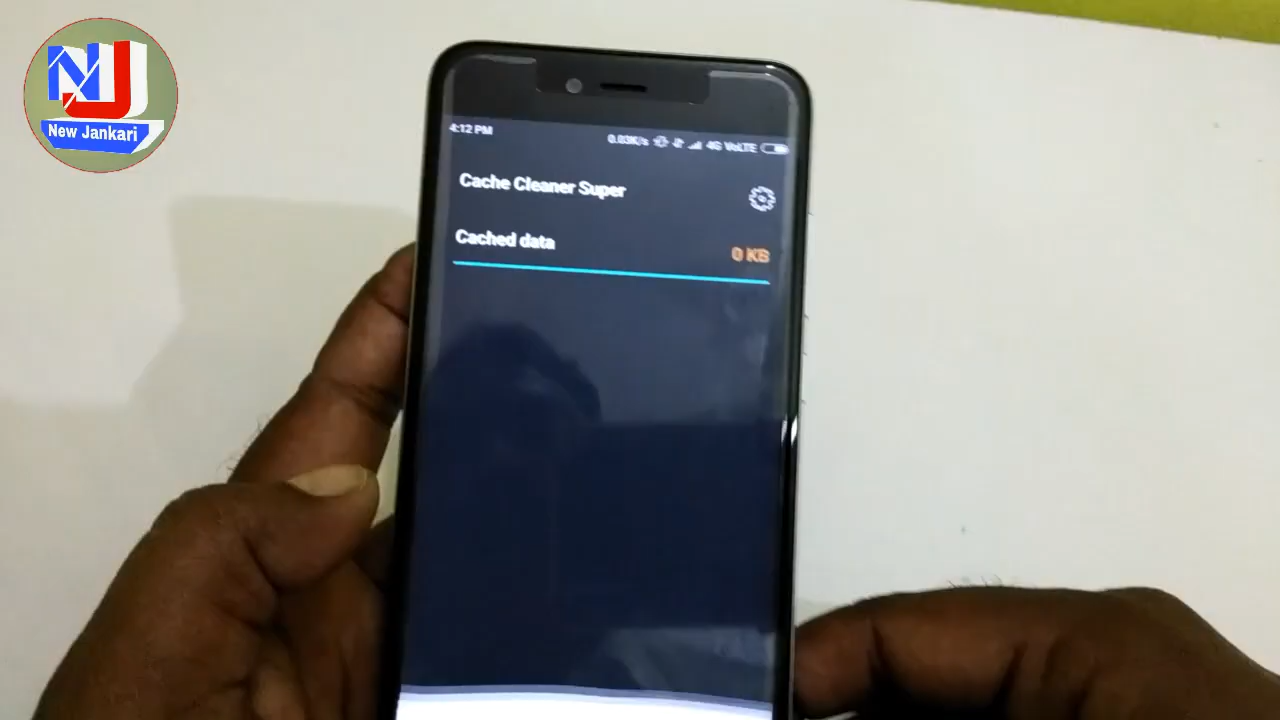 NJ
New Jankari
4:12 PM
0.03K/s 4G VoLTE
Cache Cleaner Super
Cached data
0 KB